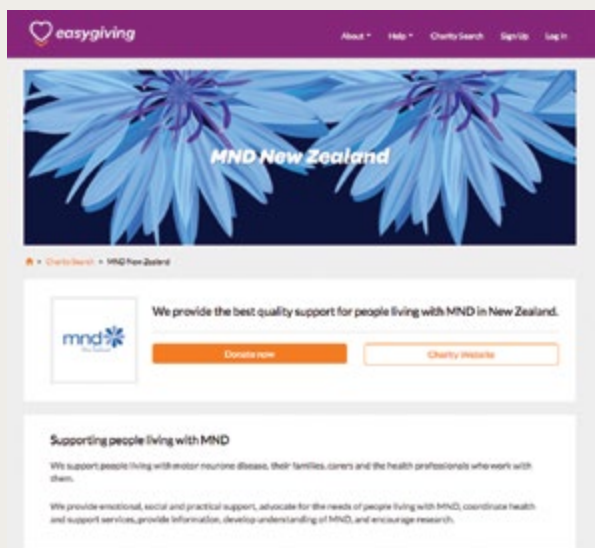 easygiving
About Help Charity Search Sign Up Log In
MND New Zealand
Charity Search MND New Zealand
We provide the best quality support for people living with MND in New Zealand.
mnd
Donate now Charity Website
Supporting people living with MND
We support people living with motor neurone disease, their families, carers and the health professionals who work with
them.
We provide emotional, social and practical support, advocate for the needs of people living with MND, coordinate health
and support services, provide information, develop understanding of MND, and encourage research.